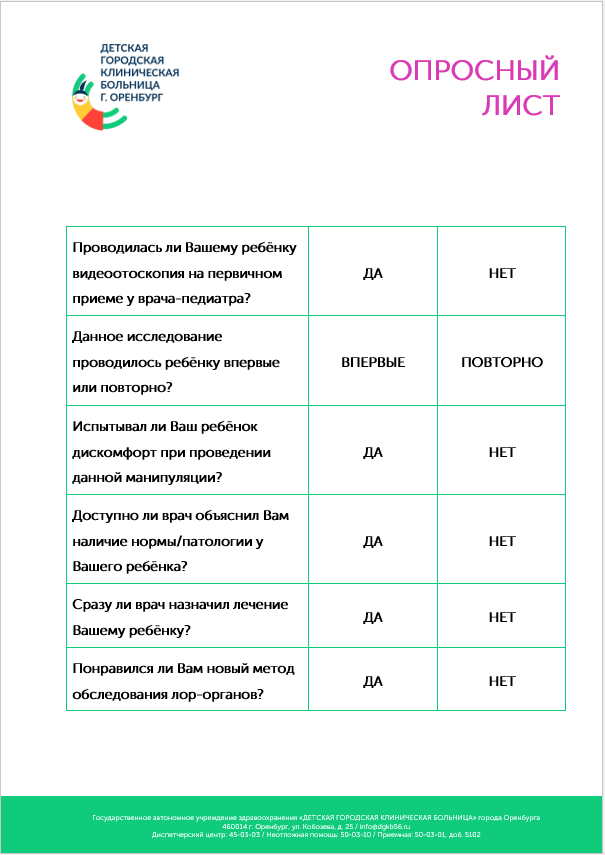 ДЕТСКАЯ
ГОРОДСКАЯ
КЛИНИЧЕСКАЯ
БОЛЬНИЦА
Г. ОРЕНБУРГ
ОПРОСНЫЙ
ЛИСТ
Проводилась ли Вашему ребёнку
видеоотоскопия на первичном
приеме у врача-педиатра?
ДА
НЕТ
Данное исследование
проводилось ребёнку впервые
или повторно?
ВПЕРВЫЕ
ПОВТОРНО
Испытывал ли Ваш ребёнок
дискомфорт при проведении
данной манипуляции?
ДА
НЕТ
Доступно ли врач объяснил Вам
наличие нормы/патологии у
Вашего ребёнка?
ДА
НЕТ
Сразу ли врач назначил лечение
Вашему ребёнку?
ДА
НЕТ
Понравился ли Вам новый метод
обследования лор-органов?
ДА
НЕТ
Государственное автономное учреждение здравоохранения «ДЕТСКАЯ ГОРОДСКАЯ КЛИНИЧЕСКАЯ БОЛЬНИЦА» города Оренбурга
460014 г. Оренбург, ул. Кобозева, д. 25 / info@dgkb56.ru
Диспетчерский центр: 45-03-03 / Неотложная помощь: 50-03-10 / Приемная: 50-03-01, доб. 5102